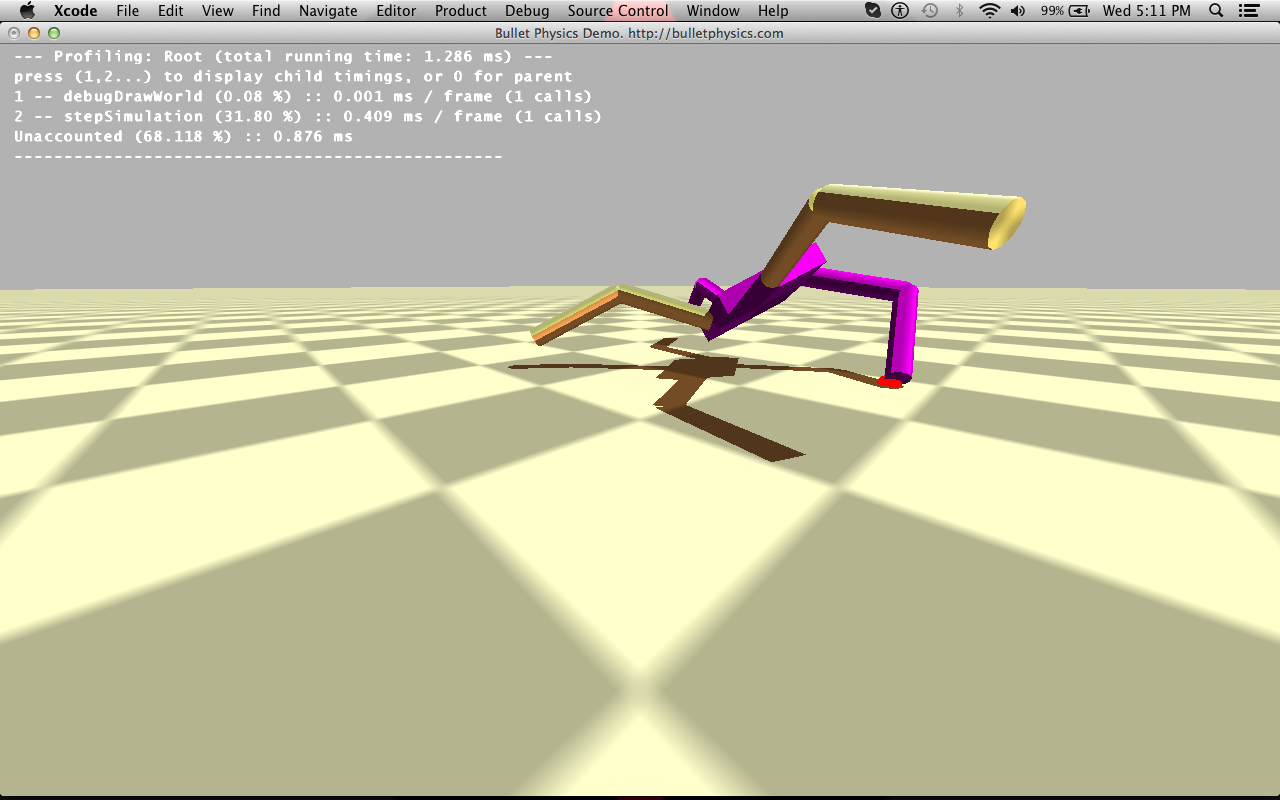 Xcode File Edit View Find Navigate Editor Product Debug Source Control Window Help 99% Wed 5:11 PM
Bullet Physics Demo. http://bulletphysics.com
--- Profiling: Root (total running time: 1.286 ms) ---
press (1,2...) to display child timings, or 0 for parent
1 -- debugDrawWorld (0.08 %) :: 0.001 ms / frame (1 calls)
2 -- stepSimulation (31.80 %) :: 0.409 ms / frame (1 calls)
Unaccounted (68.118 %) :: 0.876 ms
-------------------------------------------------